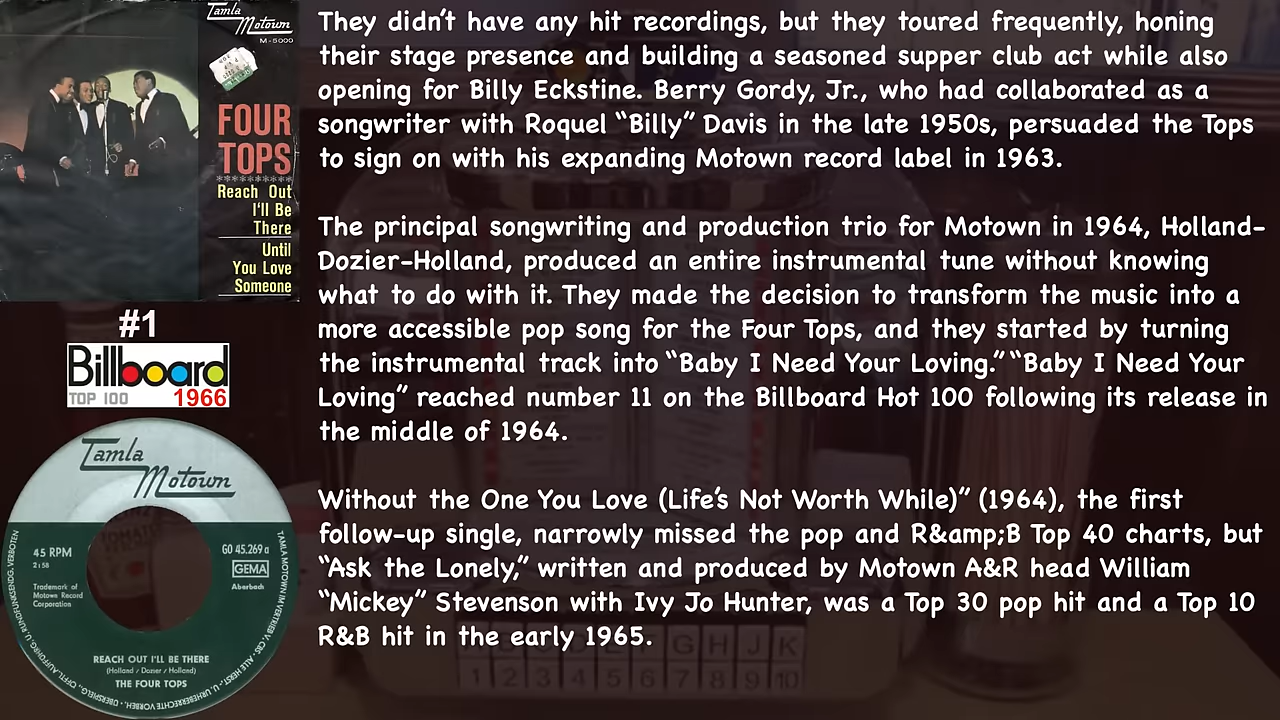 Tamla
Motown
M-5000
FOUR
TOPS
Reach Out
I'll Be
There
Until
You Love
Someone
#1
Billboard
TOP 100 1966
Tamla
Motown
45 RPM
2:58
Trademark of
Motown Record
Corporation
GO 45.269 a
GEMA
Aberbach
REACH OUT I'LL BE THERE
(Holland / Dozier / Holland)
THE FOUR TOPS
They didn't have any hit recordings, but they toured frequently, honing
their stage presence and building a seasoned supper club act while also
opening for Billy Eckstine. Berry Gordy, Jr., who had collaborated as a
songwriter with Roquel “Billy” Davis in the late 1950s, persuaded the Tops
to sign on with his expanding Motown record label in 1963.
The principal songwriting and production trio for Motown in 1964, Holland-
Dozier-Holland, produced an entire instrumental tune without knowing
what to do with it. They made the decision to transform the music into a
more accessible pop song for the Four Tops, and they started by turning
the instrumental track into “Baby I Need Your Loving.” “Baby I Need Your
Loving” reached number 11 on the Billboard Hot 100 following its release in
the middle of 1964.
Without the One You Love (Life's Not Worth While)” (1964), the first
follow-up single, narrowly missed the pop and R&amp;B Top 40 charts, but
“Ask the Lonely,” written and produced by Motown A&R head William
“Mickey” Stevenson with Ivy Jo Hunter, was a Top 30 pop hit and a Top 10
R&B hit in the early 1965.
G H J K
1 2 3 4 5 6 7 8 9 10